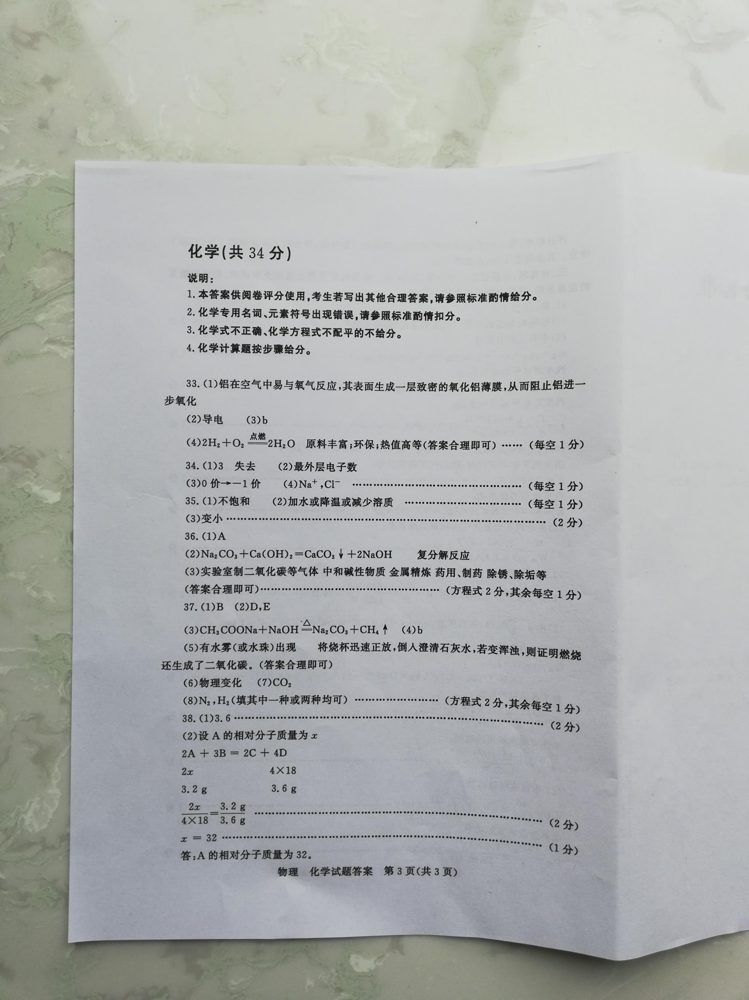 化学(共 34 分)
说明:
1. 本答案供阅卷评分使用,考生若写出其他合理答案,请参照标准酌情给分。
2. 化学专用名词、元素符号出现错误,请参照标准酌情扣分。
3. 化学式不正确、化学方程式不配平的不给分。
4. 化学计算题按步骤给分。
33. (1)铝在空气中易与氧气反应,其表面生成一层致密的氧化铝薄膜,从而阻止铝进一
步氧化
(2)导电 (3)b
(4)2H₂+O₂ 点燃══2H₂O 原料丰富;环保;热值高等(答案合理即可) …… (每空 1 分)
34. (1)3 失去 (2)最外层电子数
(3)0 价→−1 价 (4)Na⁺,Cl⁻ …………………………………… (每空 1 分)
35. (1)不饱和 (2)加水或降温或减少溶质 ……………………… (每空 1 分)
(3)变小 ……………………………………………………………… (2 分)
36. (1)A
(2)Na₂CO₃+Ca(OH)₂=CaCO₃↓+2NaOH 复分解反应
(3)实验室制二氧化碳等气体 中和碱性物质 金属精炼 药用、制药 除锈、除垢等
(答案合理即可)…………………………………… (方程式 2 分,其余每空 1 分)
37. (1)B (2)D,E
(3)CH₃COONa+NaOH △══Na₂CO₃+CH₄↑ (4)b
(5)有水雾(或水珠)出现 将烧杯迅速正放,倒入澄清石灰水,若变浑浊,则证明燃烧
还生成了二氧化碳。(答案合理即可)
(6)物理变化 (7)CO₂
(8)N₂,H₂(填其中一种或两种均可) …………………… (方程式 2 分,其余每空 1 分)
38. (1)3.6 ……………………………………………………………… (2 分)
(2)设 A 的相对分子质量为 x
2A + 3B = 2C + 4D
2x 4×18
3.2 g 3.6 g
2x/4×18=3.2 g/3.6 g ……………………………………………………… (2 分)
x = 32 ……………………………………………………………… (1 分)
答:A 的相对分子质量为 32。
物理 化学试题答案 第 3 页(共 3 页)